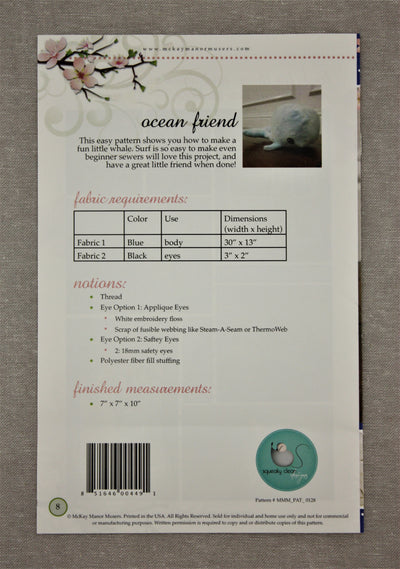 www.mckaymannermusers.com
ocean friend
This easy pattern shows you how to make a
fun little whale. Surf is so easy to make even
beginner sewers will love this project, and
have a great little friend when done!
fabric requirements:
Color Use Dimensions
(width x height)
Fabric 1 Blue body 30" x 13"
Fabric 2 Black eyes 3" x 2"
notions:
Thread
Eye Option 1: Applique Eyes
White embroidery floss
Scrap of fusible webbing like Steam-A-Seam or ThermoWeb
Eye Option 2: Saftey Eyes
2: 18mm safety eyes
Polyester fiber fill stuffing
finished measurements:
7" x 7" x 10"
8 51646 00449 1
squeaky clean
designs
Pattern # MMM_PAT_0128
8
© McKay Manor Musers. Printed in the USA. All Rights Reserved. Sold for individual and home use only and not for commercial
or manufacturing purposes. Written permission is required to copy and or distribute copies of this pattern.